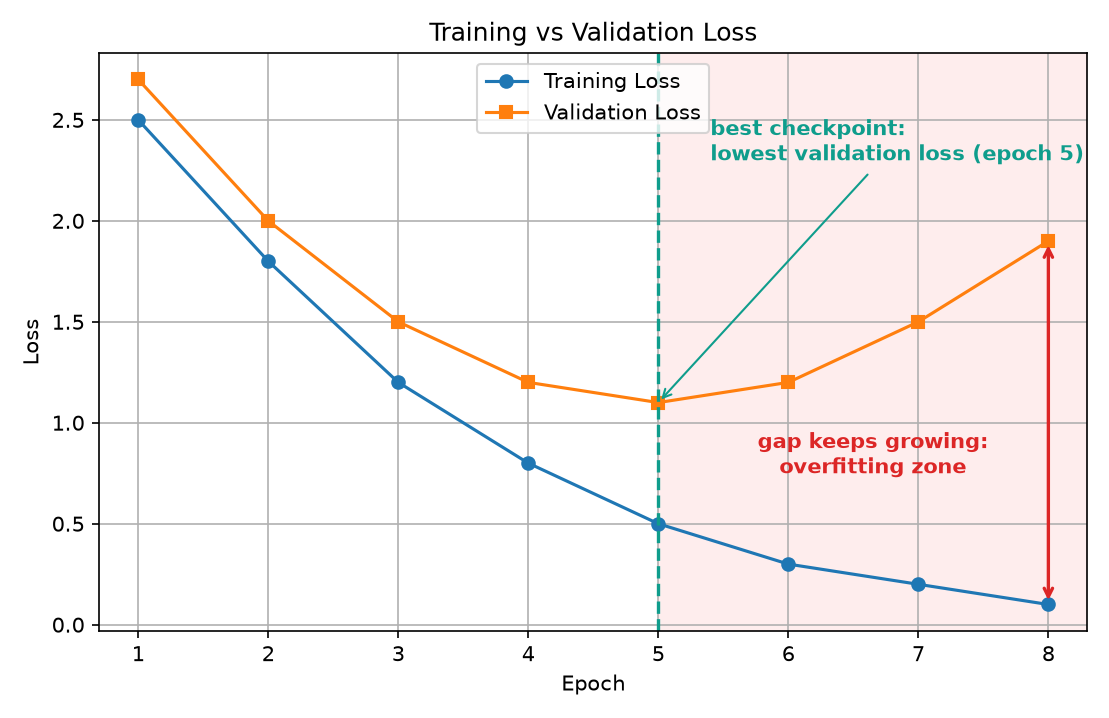 Training vs Validation Loss
Training Loss
Validation Loss
best checkpoint:
lowest validation loss (epoch 5)
gap keeps growing:
overfitting zone
Loss
2.5
2.0
1.5
1.0
0.5
0.0
1 2 3 4 5 6 7 8
Epoch